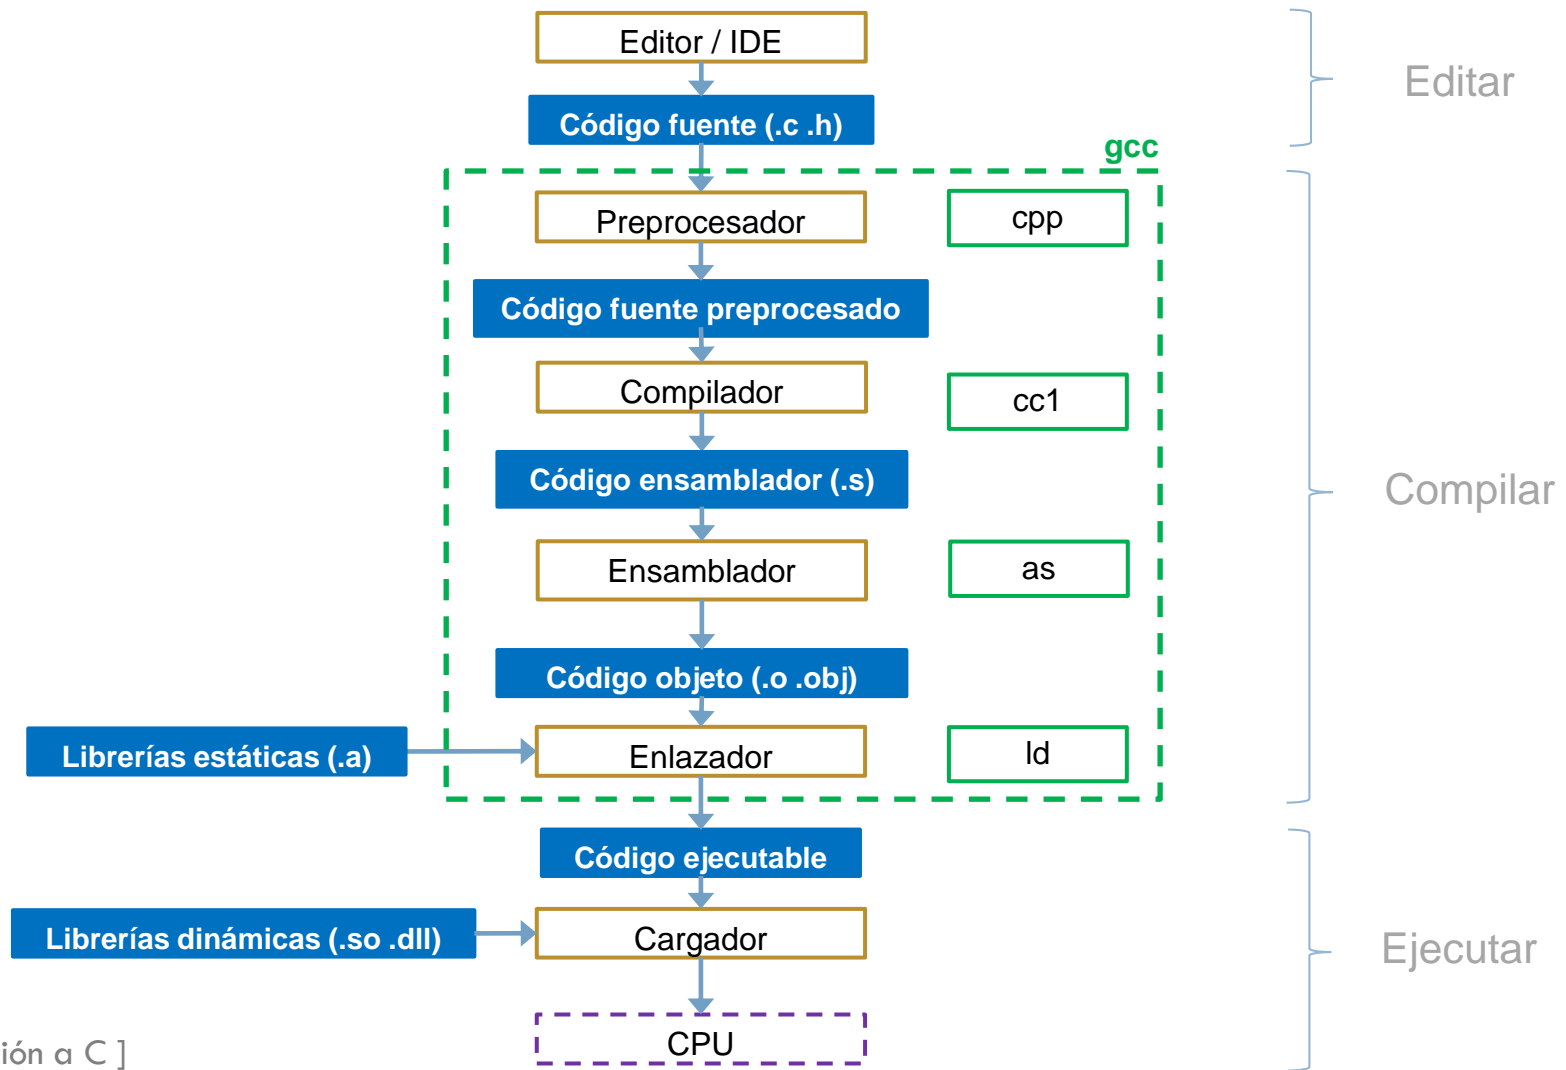 Editor / IDE
Editar
Código fuente (.c .h)
gcc
Preprocesador
cpp
Código fuente preprocesado
Compilador
cc1
Código ensamblador (.s)
Compilar
Ensamblador
as
Código objeto (.o .obj)
Librerías estáticas (.a)
Enlazador
ld
Código ejecutable
Librerías dinámicas (.so .dll)
Cargador
Ejecutar
CPU
ión a C ]